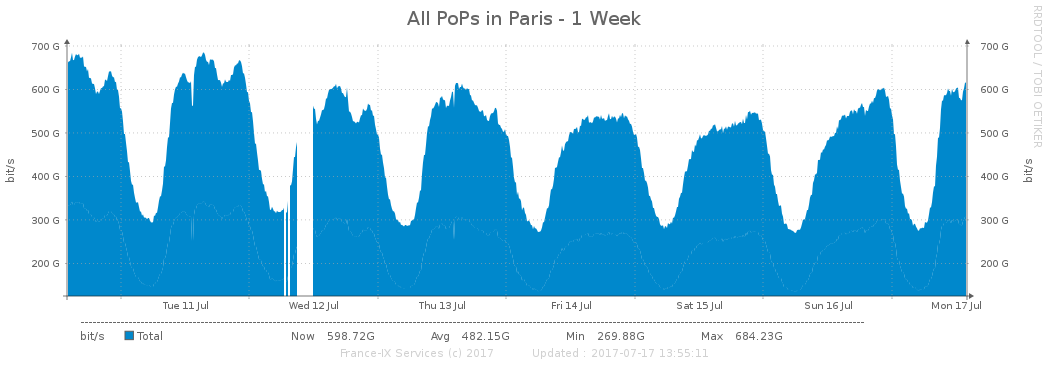 All PoPs in Paris - 1 Week
RRDTOOL / TOBI OETIKER
700 G 700 G
600 G 600 G
500 G 500 G
400 G 400 G
300 G 300 G
200 G 200 G
bit/s bit/s
Tue 11 Jul Wed 12 Jul Thu 13 Jul Fri 14 Jul Sat 15 Jul Sun 16 Jul Mon 17 Jul
bit/s Total Now 598.72G Avg 482.15G Min 269.88G Max 684.23G
France-IX Services (c) 2017 Updated : 2017-07-17 13:55:11